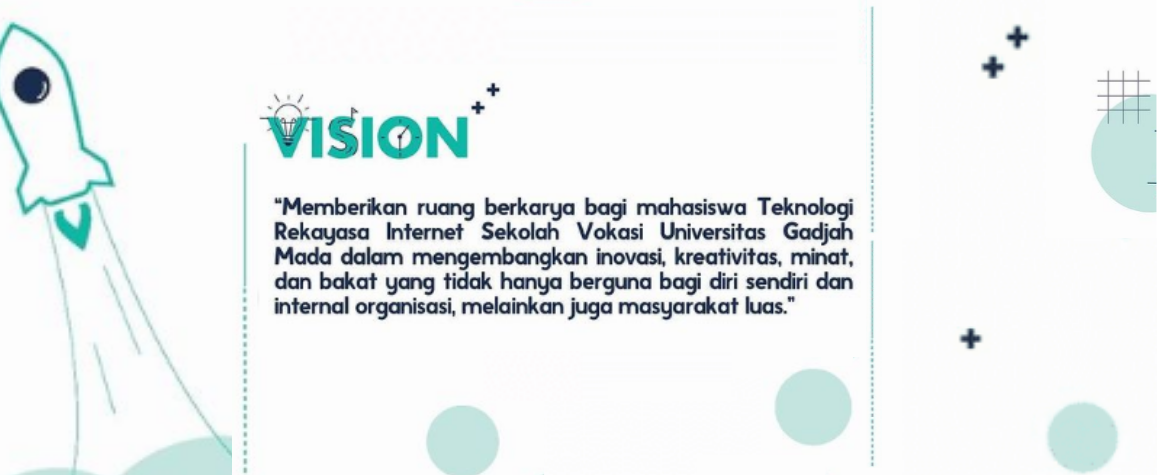 VISION
“Memberikan ruang berkarya bagi mahasiswa Teknologi
Rekayasa Internet Sekolah Vokasi Universitas Gadjah
Mada dalam mengembangkan inovasi, kreativitas, minat,
dan bakat yang tidak hanya berguna bagi diri sendiri dan
internal organisasi, melainkan juga masyarakat luas.”